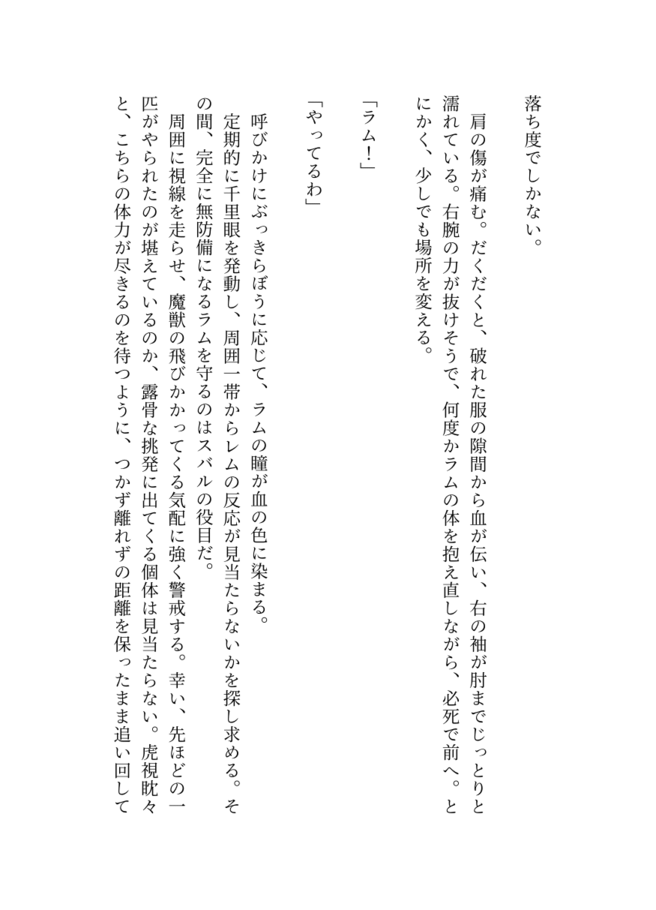 落ち度でしかない。
　肩の傷が痛む。だくだくと、破れた服の隙間から血が伝い、右の袖が肘までじっとりと
濡れている。右腕の力が抜けそうで、何度かラムの体を抱え直しながら、必死で前へ。と
にかく、少しでも場所を変える。
「ラム！」
「やってるわ」
　呼びかけにぶっきらぼうに応じて、ラムの瞳が血の色に染まる。
　定期的に千里眼を発動し、周囲一帯からレムの反応が見当たらないかを探し求める。そ
の間、完全に無防備になるラムを守るのはスバルの役目だ。
　周囲に視線を走らせ、魔獣の飛びかかってくる気配に強く警戒する。幸い、先ほどの一
匹がやられたのが堪えているのか、露骨な挑発に出てくる個体は見当たらない。虎視眈々
と、こちらの体力が尽きるのを待つように、つかず離れずの距離を保ったまま追い回して